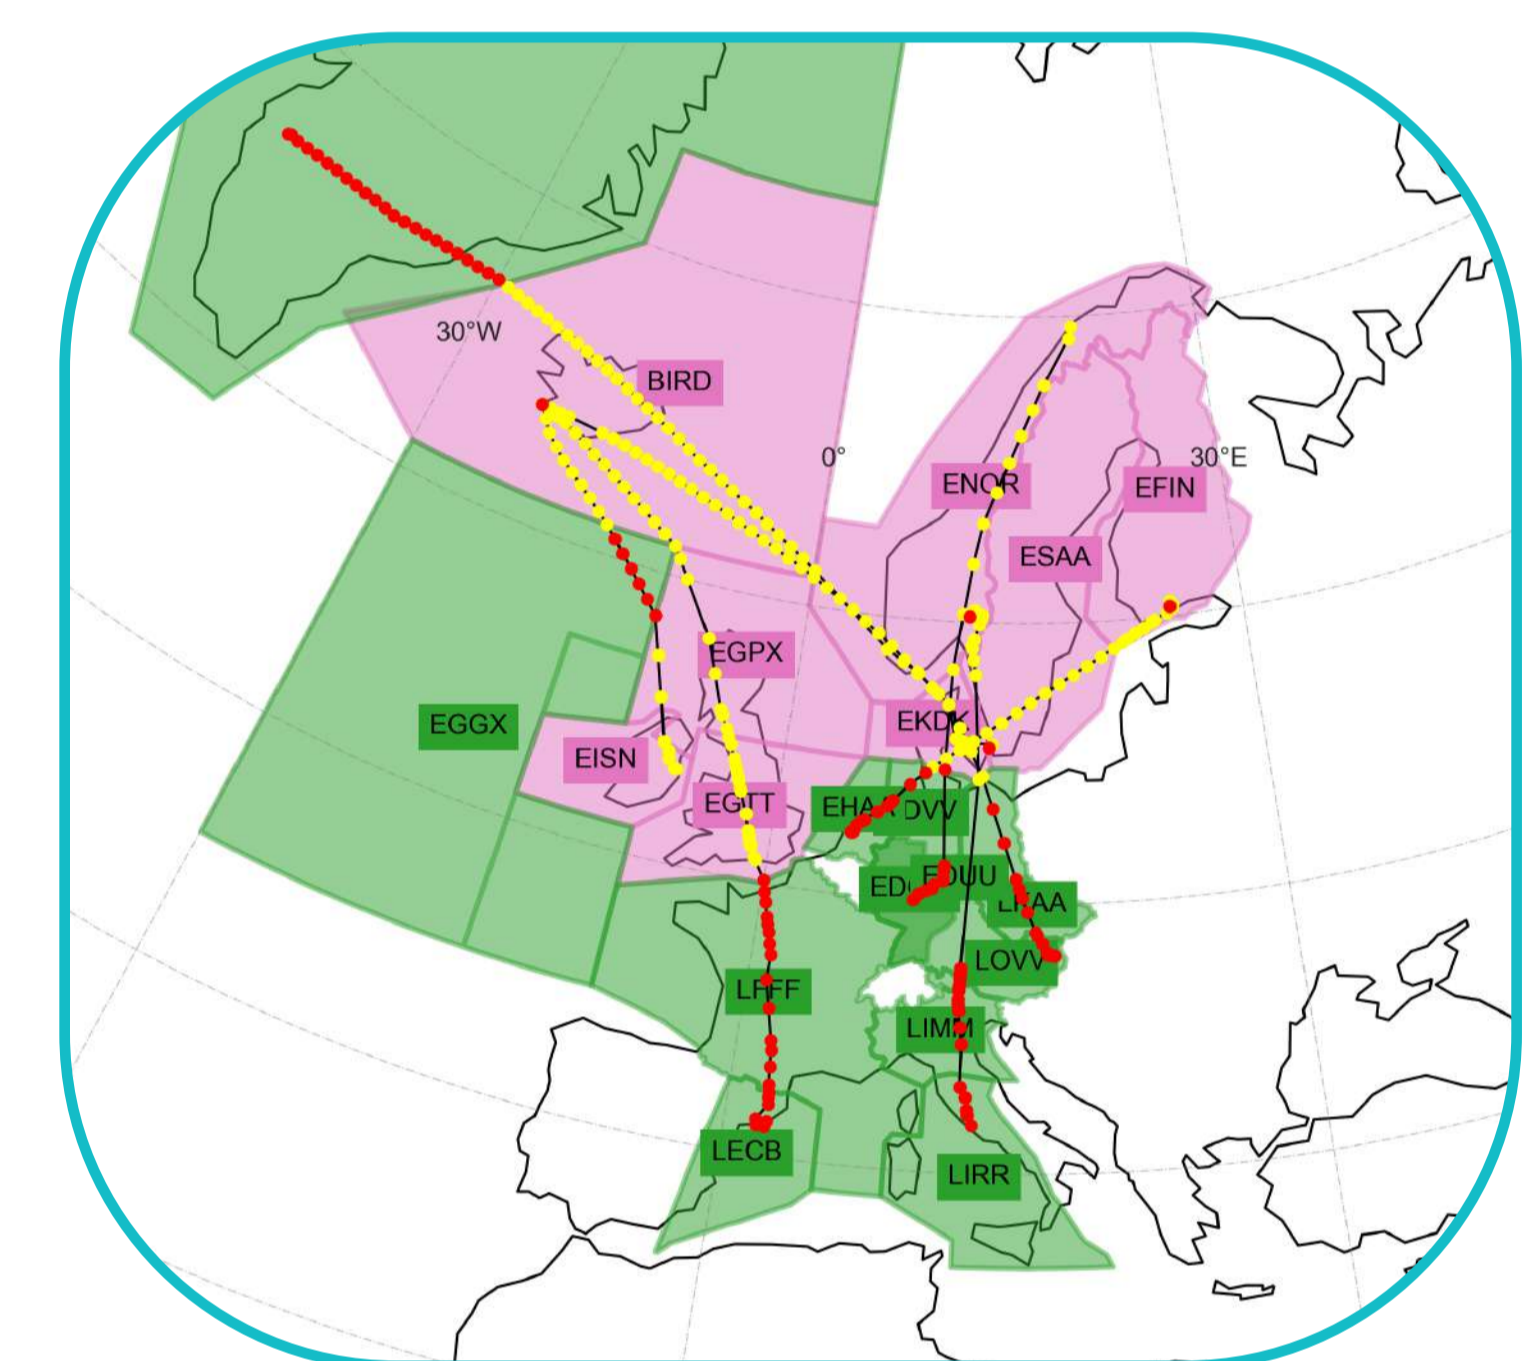 30°W
BIRD
0°
30°E
ENOR
EFIN
ESAA
EGPX
EGGX
EKDK
EISN
EGTT
EHAA
DVV
EDUU
LOVV
LFFF
LIMM
LECB
LIRR